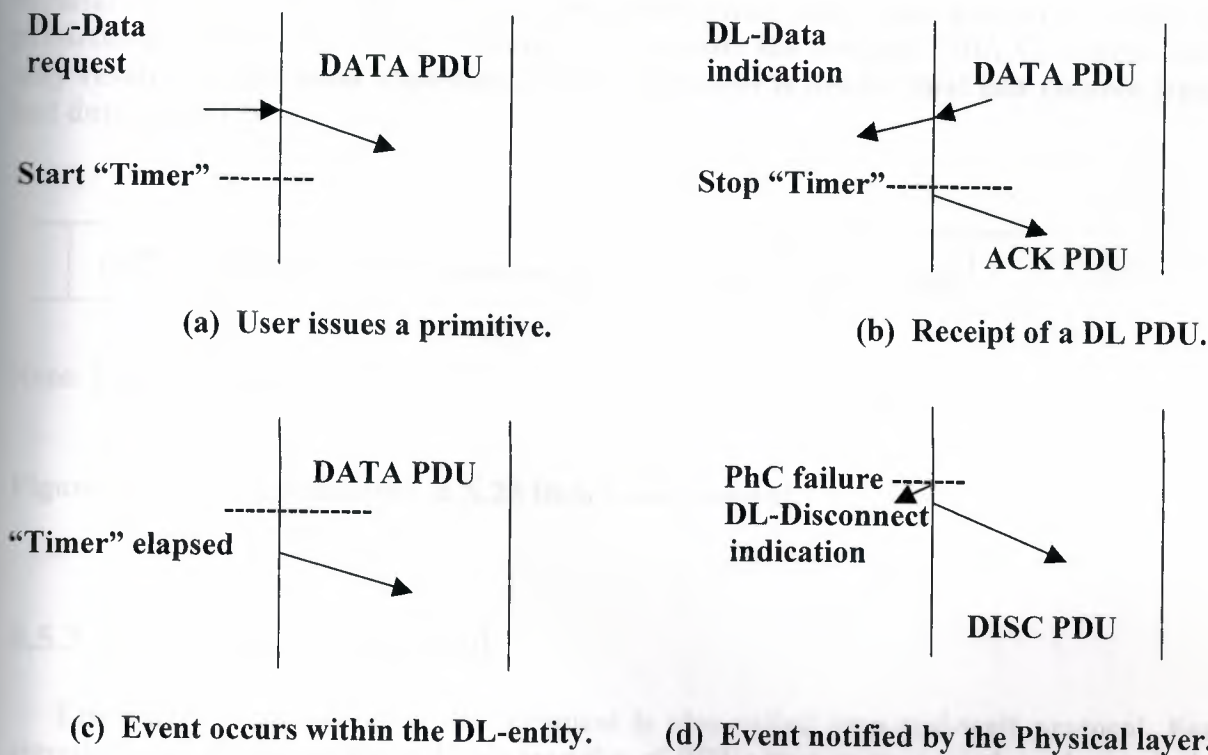 DL-Data
request
DATA PDU
Start “Timer”
(a) User issues a primitive.
DL-Data
indication
DATA PDU
Stop “Timer”
ACK PDU
(b) Receipt of a DL PDU.
DATA PDU
“Timer” elapsed
(c) Event occurs within the DL-entity.
PhC failure
DL-Disconnect
indication
DISC PDU
(d) Event notified by the Physical layer.